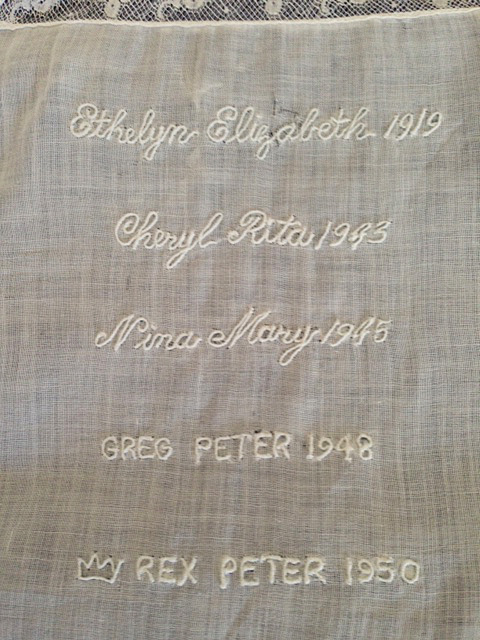 Ethelyn Elizabeth 1919
Cheryl Rita 1943
Nina Mary 1945
GREG PETER 1948
REX PETER 1950